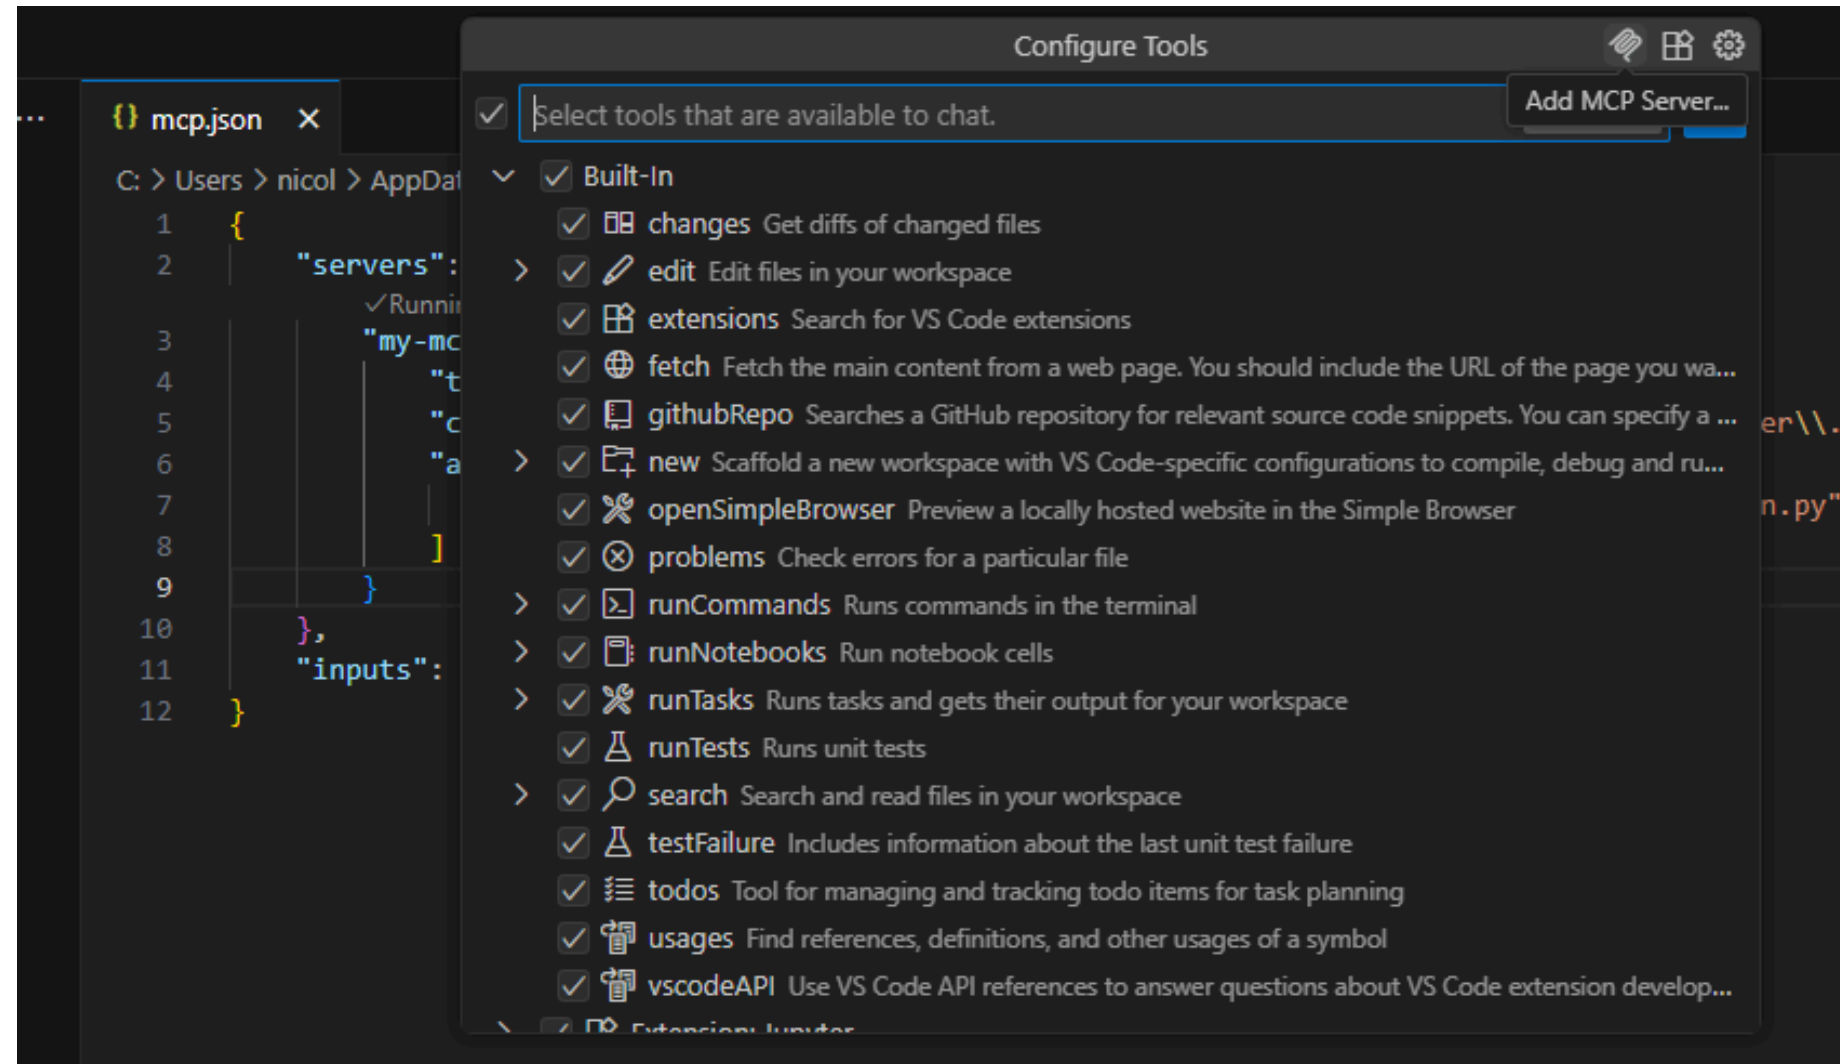 Configure Tools
Add MCP Server...
mcp.json
Select tools that are available to chat.
C: > Users > nicol > AppDat
Built-In
1 {
changes Get diffs of changed files
2 "servers":
edit Edit files in your workspace
Runnin
extensions Search for VS Code extensions
3 "my-mc
fetch Fetch the main content from a web page. You should include the URL of the page you wa...
4 "t
githubRepo Searches a GitHub repository for relevant source code snippets. You can specify a ...
5 "c
er\\.
6 "a
new Scaffold a new workspace with VS Code-specific configurations to compile, debug and ru...
7
openSimpleBrowser Preview a locally hosted website in the Simple Browser
n.py"
8 ]
problems Check errors for a particular file
9 }
runCommands Runs commands in the terminal
10 },
runNotebooks Run notebook cells
11 "inputs":
runTasks Runs tasks and gets their output for your workspace
12 }
runTests Runs unit tests
search Search and read files in your workspace
testFailure Includes information about the last unit test failure
todos Tool for managing and tracking todo items for task planning
usages Find references, definitions, and other usages of a symbol
vscodeAPI Use VS Code API references to answer questions about VS Code extension develop...
Extension: Jupyter